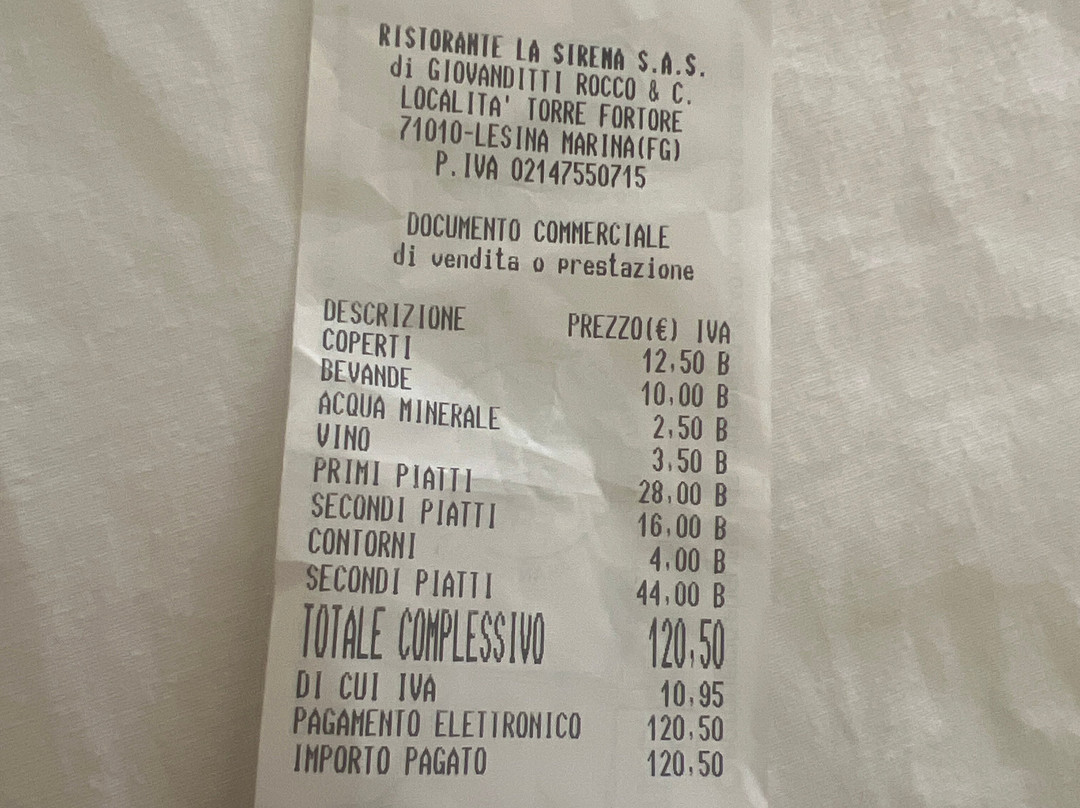 RISTORANTE LA SIRENA S.A.S.
di GIOVANDITTI ROCCO & C.
LOCALITA' TORRE FORTORE
71010-LESINA MARINA(FG)
P.IVA 02147550715
DOCUMENTO COMMERCIALE
di vendita o prestazione
DESCRIZIONE PREZZO(€) IVA
COPERTI 12,50 B
BEVANDE 10,00 B
ACQUA MINERALE 2,50 B
VINO 3,50 B
PRIMI PIATTI 28,00 B
SECONDI PIATTI 16,00 B
CONTORNI 4,00 B
SECONDI PIATTI 44,00 B
TOTALE COMPLESSIVO 120,50
DI CUI IVA 10,95
PAGAMENTO ELETTRONICO 120,50
IMPORTO PAGATO 120,50